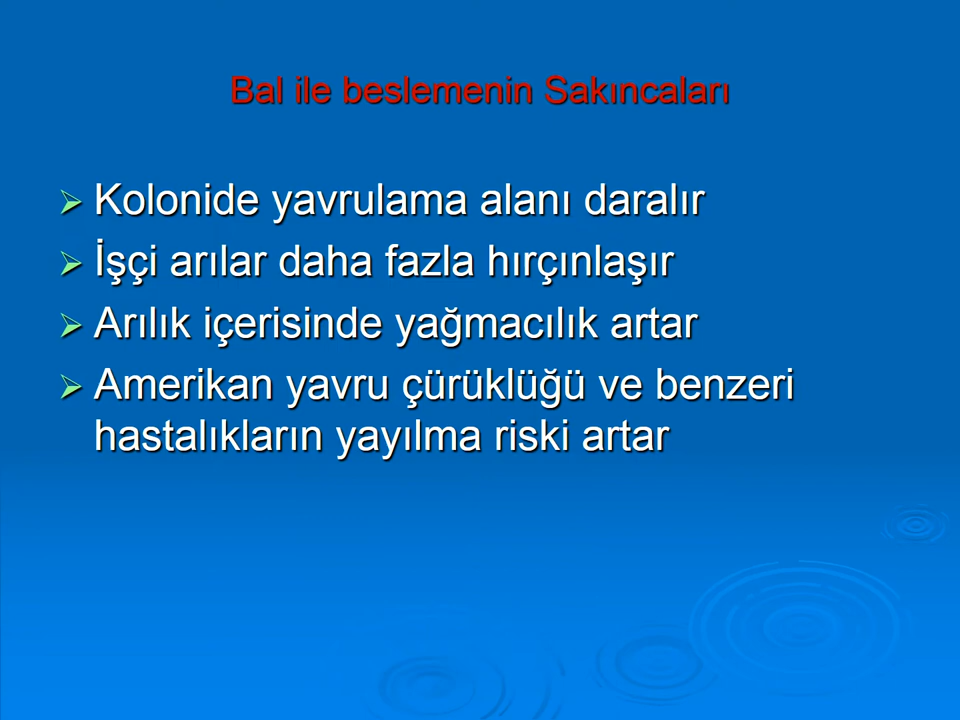 Bal ile beslemenin Sakıncaları
Kolonide yavrulama alanı daralır
İşçi arılar daha fazla hırçınlaşır
Arılık içerisinde yağmacılık artar
Amerikan yavru çürüklüğü ve benzeri
hastalıkların yayılma riski artar